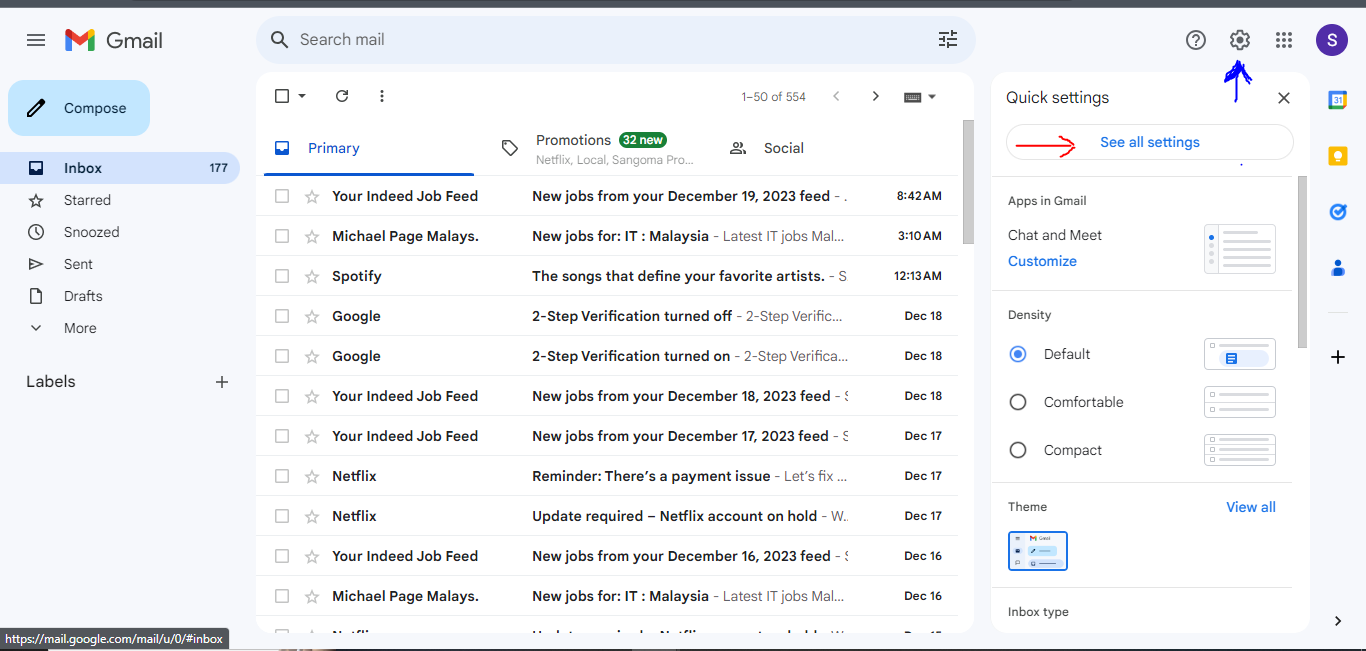 Gmail
Search mail
S
Compose
1–50 of 554
Quick settings
See all settings
31
Inbox 177
Starred
Snoozed
Sent
Drafts
More
Labels
Primary
Promotions 32 new
Netflix, Local, Sangoma Pro...
Social
Your Indeed Job Feed New jobs from your December 19, 2023 feed - . 8:42 AM
Michael Page Malays. New jobs for: IT : Malaysia - Latest IT jobs Mal... 3:10 AM
Spotify The songs that define your favorite artists. - S 12:13 AM
Google 2-Step Verification turned off - 2-Step Verific... Dec 18
Google 2-Step Verification turned on - 2-Step Verifica... Dec 18
Your Indeed Job Feed New jobs from your December 18, 2023 feed - S Dec 18
Your Indeed Job Feed New jobs from your December 17, 2023 feed - S Dec 17
Netflix Reminder: There's a payment issue - Let's fix ... Dec 17
Netflix Update required – Netflix account on hold - W.. Dec 17
Your Indeed Job Feed New jobs from your December 16, 2023 feed - S Dec 16
Michael Page Malays. New jobs for: IT : Malaysia - Latest IT jobs Mal... Dec 16
Apps in Gmail
Chat and Meet
Customize
Density
Default
Comfortable
Compact
Theme
View all
Gmail
Inbox type
https://mail.google.com/mail/u/0/#inbox